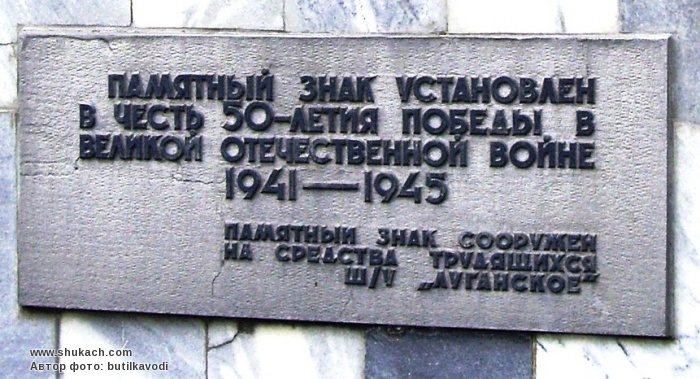 ПАМЯТНЫЙ ЗНАК УСТАНОВЛЕН
В ЧЕСТЬ 50-ЛЕТИЯ ПОБЕДЫ В
ВЕЛИКОЙ ОТЕЧЕСТВЕННОЙ ВОЙНЕ
1941—1945
ПАМЯТНЫЙ ЗНАК СООРУЖЕН
НА СРЕДСТВА ТРУДЯЩИХСЯ
Ш/У „ЛУГАНСКОЕ"
www.shukach.com
Автор фото: butilkavodi